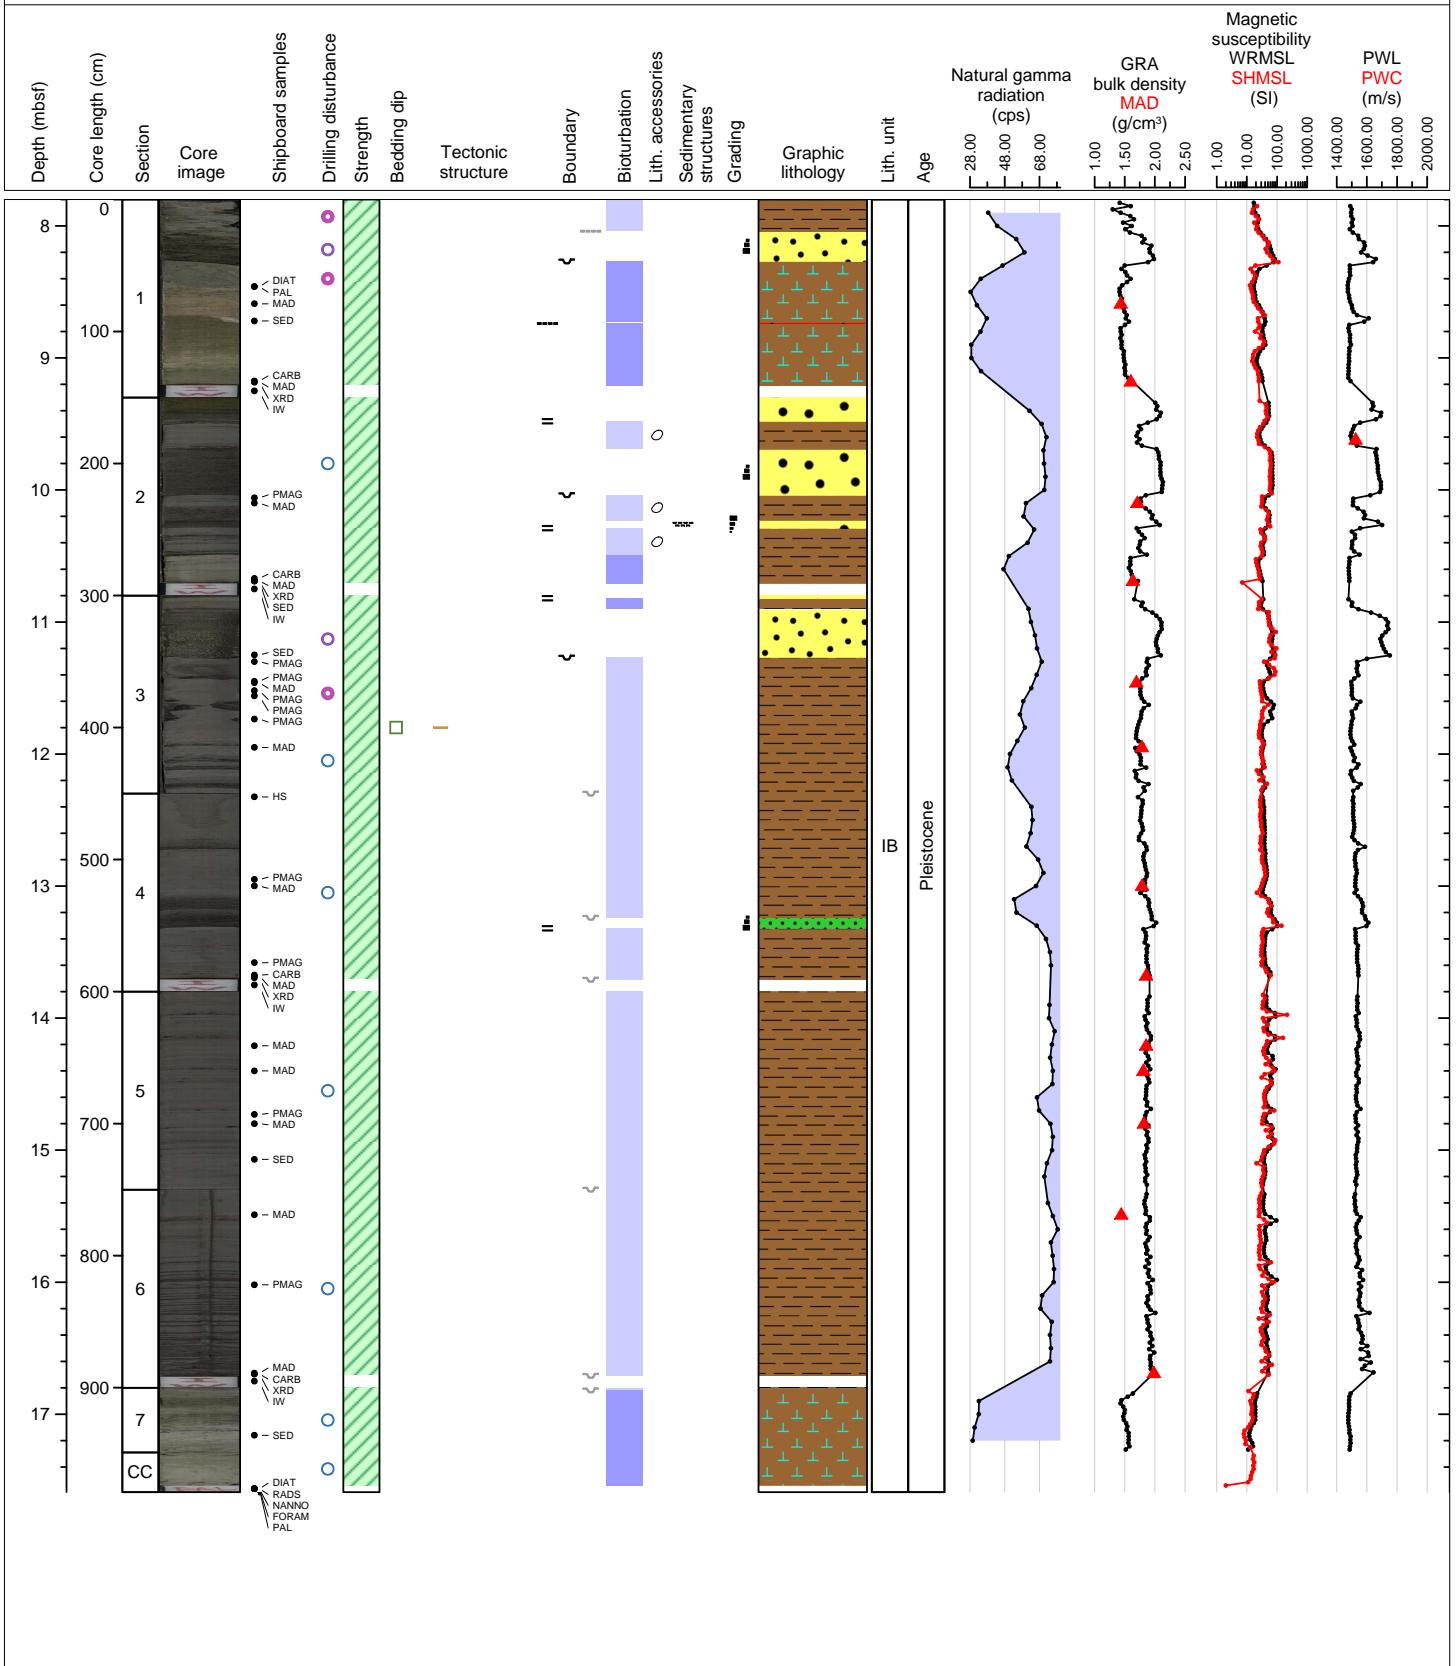 Depth (mbsf)
Core length (cm)
Section
Core
image
Shipboard samples
Drilling disturbance
Strength
Bedding dip
Tectonic
structure
Boundary
Bioturbation
Lith. accessories
Sedimentary
structures
Grading
Graphic
lithology
Lith. unit
Age
Natural gamma
radiation
(cps)
28.00
48.00
68.00
GRA
bulk density
MAD
(g/cm³)
1.00
1.50
2.00
2.50
Magnetic
susceptibility
WRMSL
SHMSL
(SI)
1.00
10.00
100.00
1000.00
PWL
PWC
(m/s)
1400.00
1600.00
1800.00
2000.00
8
9
10
11
12
13
14
15
16
17
0
100
200
300
400
500
600
700
800
900
1
2
3
4
5
6
7
CC
DIAT
PAL
MAD
SED
CARB
MAD
XRD
IW
PMAG
MAD
CARB
MAD
XRD
SED
IW
SED
PMAG
PMAG
MAD
PMAG
PMAG
PMAG
MAD
HS
PMAG
MAD
PMAG
CARB
MAD
XRD
IW
MAD
MAD
PMAG
MAD
SED
MAD
PMAG
MAD
CARB
XRD
IW
SED
DIAT
RADS
NANNO
FORAM
PAL
IB
Pleistocene